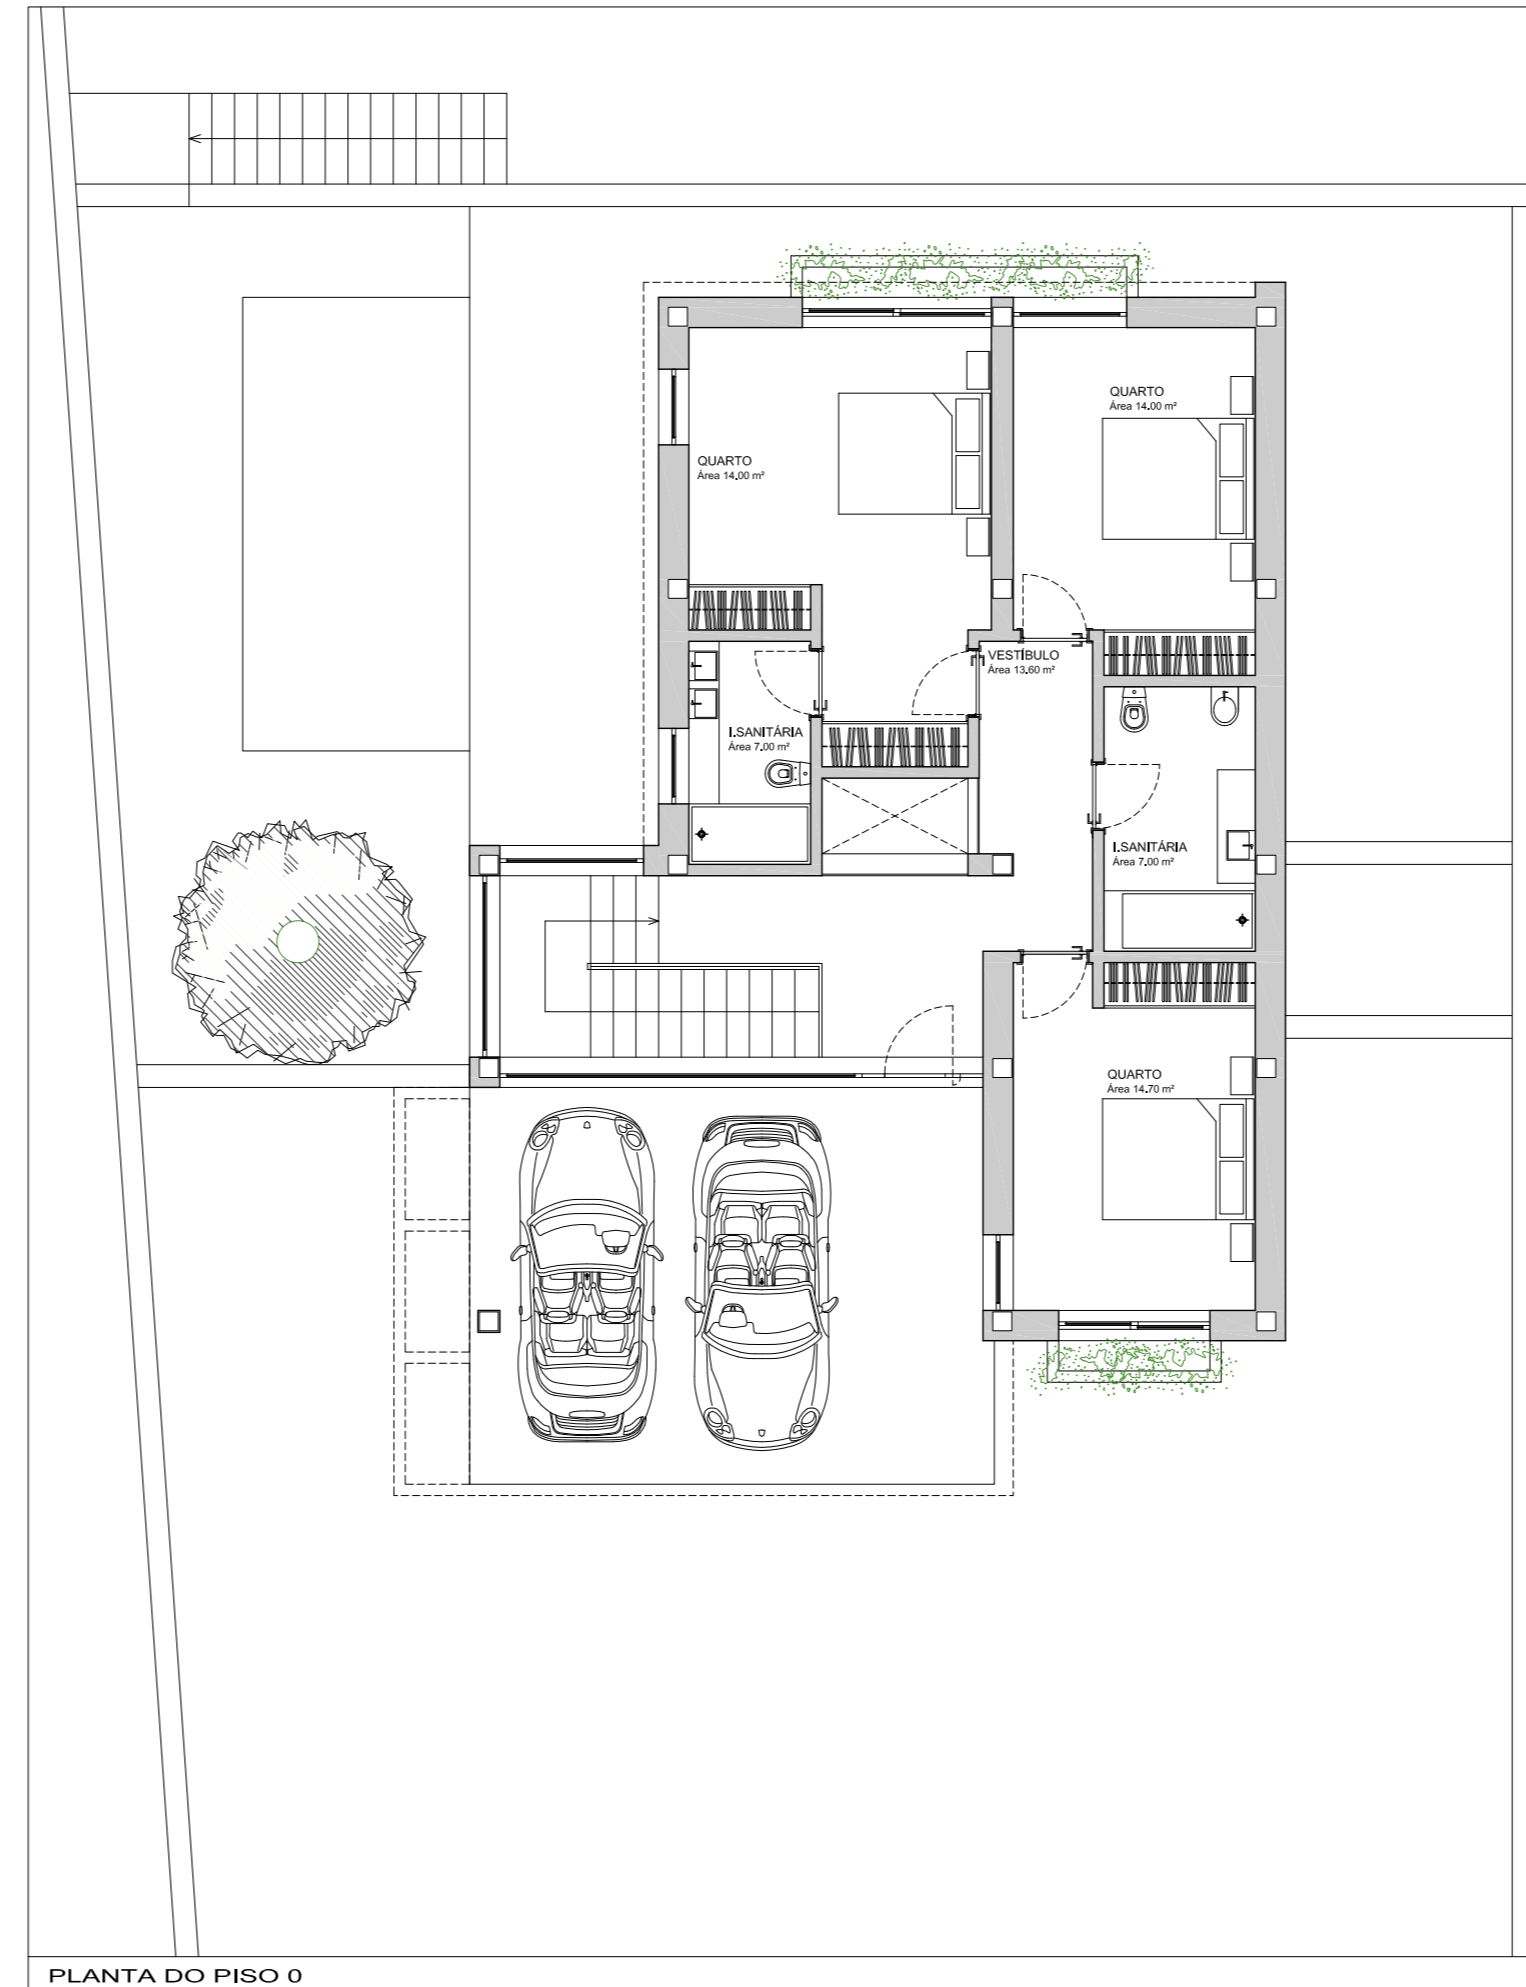 QUARTO
Área 14.00 m²
QUARTO
Área 14.00 m²
VESTÍBULO
Área 13.60 m²
I.SANITÁRIA
Área 7.00 m²
I.SANITÁRIA
Área 7.00 m²
QUARTO
Área 14.70 m²
PLANTA DO PISO 0